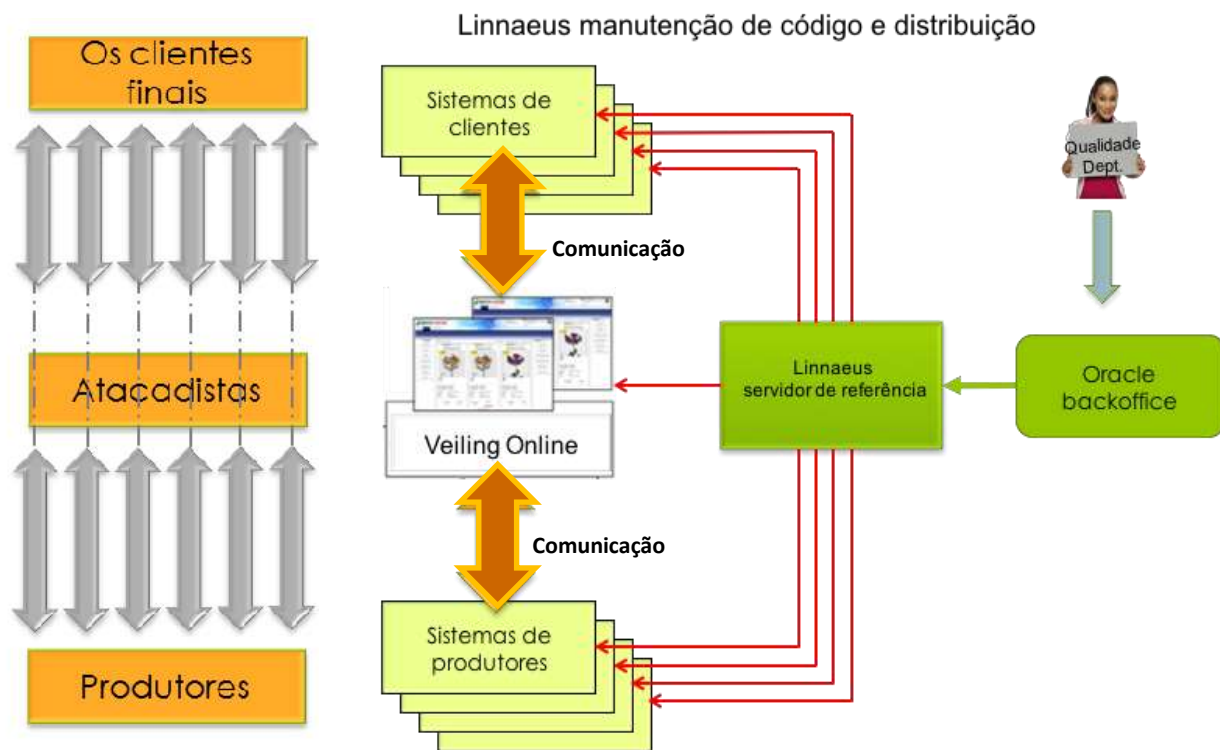 Linnaeus manutenção de código e distribuição
Os clientes
finais
Atacadistas
Produtores
Sistemas de
clientes
Comunicação
Veiling Online
Comunicação
Sistemas de
produtores
Linnaeus
servidor de referência
Qualidade
Dept.
Oracle
backoffice